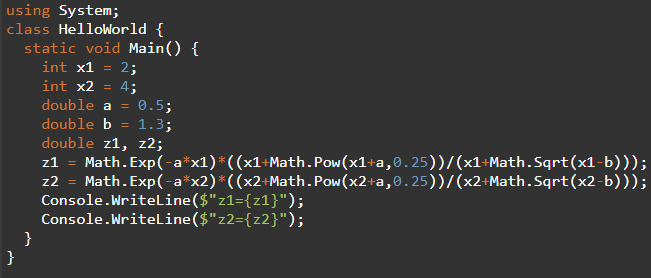 using System;
class HelloWorld {
  static void Main() {
    int x1 = 2;
    int x2 = 4;
    double a = 0.5;
    double b = 1.3;
    double z1, z2;
    z1 = Math.Exp(-a*x1)*((x1+Math.Pow(x1+a,0.25))/(x1+Math.Sqrt(x1-b)));
    z2 = Math.Exp(-a*x2)*((x2+Math.Pow(x2+a,0.25))/(x2+Math.Sqrt(x2-b)));
    Console.WriteLine($"z1={z1}");
    Console.WriteLine($"z2={z2}");
  }
}